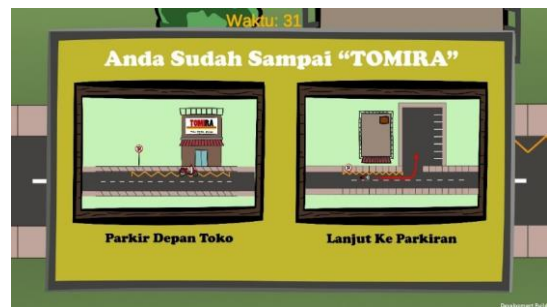 Waktu: 31
Anda Sudah Sampai “TOMIRA”
TOMIRA
Parkir Depan Toko
Lanjut Ke Parkiran
Development Build